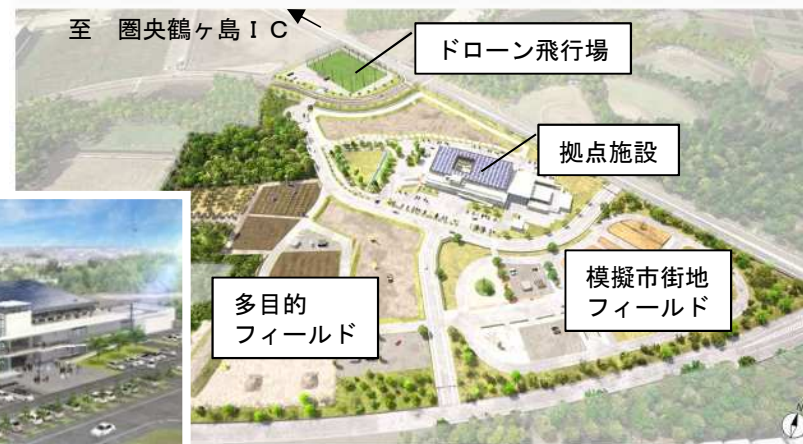 至 圏央鶴ヶ島ＩＣ
ドローン飛行場
拠点施設
模擬市街地
フィールド
多目的
フィールド
N